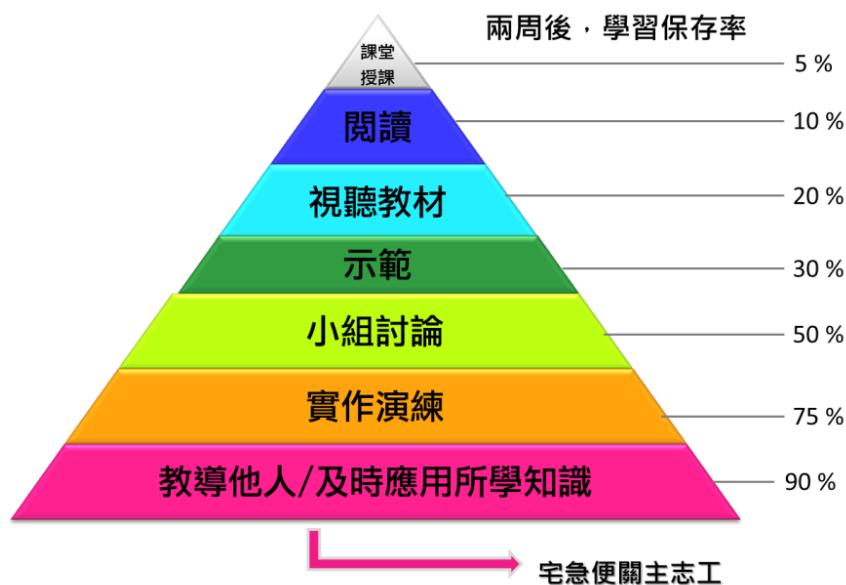 兩周後，學習保存率
課堂
授課
5 %
閱讀
10 %
視聽教材
20 %
示範
30 %
小組討論
50 %
實作演練
75 %
教導他人/及時應用所學知識
90 %
宅急便關主志工